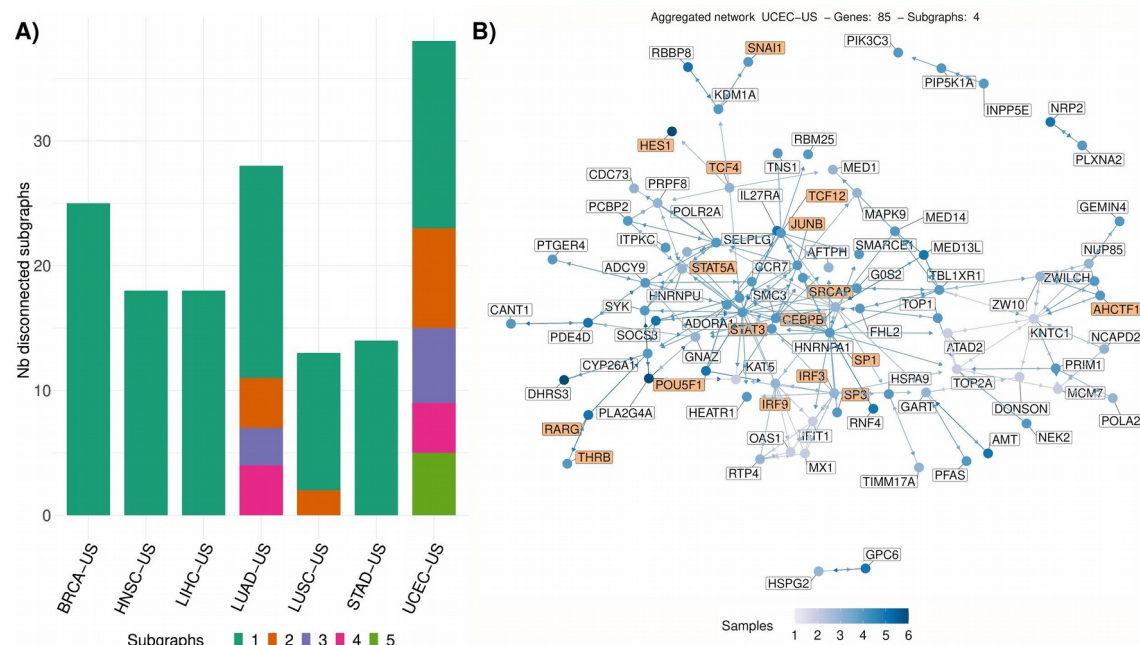 A)
Nb disconnected subgraphs
30
20
10
0
BRCA−US
HNSC−US
LIHC−US
LUAD−US
LUSC−US
STAD−US
UCEC−US
Subgraphs 1 2 3 4 5
B)
Aggregated network UCEC−US − Genes: 85 − Subgraphs: 4
PIK3C3
SNAI1
RBBP8
PIP5K1A
KDM1A
INPP5E
NRP2
HES1
RBM25
PLXNA2
TCF4
TNS1
MED1
CDC73
PRPF8
IL27RA
TCF12
PCBP2
POLR2A
MAPK9
MED14
GEMIN4
JUNB
ITPKC
SELPLG
SMARCE1
MED13L
PTGER4
AFTPH
NUP85
ADCY9
STAT5A
CCR7
G0S2
TBL1XR1
ZWILCH
HNRNPU
SMC3
SRCAP
SYK
TOP1
ZW10
AHCTF1
CANT1
ADORA1
CEBPB
SOCS3
STAT3
FHL2
KNTC1
NCAPD2
PDE4D
HNRNPA1
ATAD2
GNAZ
SP1
CYP26A1
KAT5
PRIM1
IRF3
HSPA9
TOP2A
POU5F1
DHRS3
SP3
MCM7
IRF9
GART
PLA2G4A
HEATR1
DONSON
POLA2
RNF4
RARG
OAS1
IFIT1
NEK2
AMT
THRB
MX1
RTP4
PFAS
TIMM17A
GPC6
HSPG2
Samples
1 2 3 4 5 6